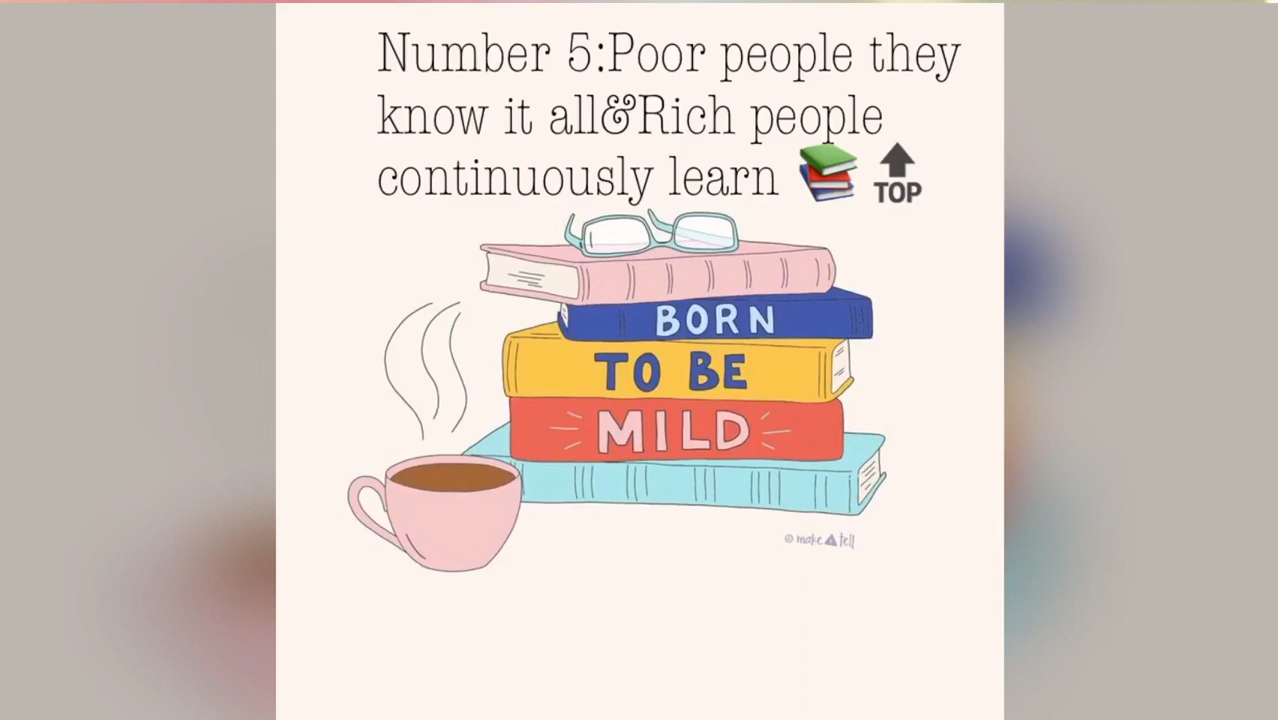 Number 5:Poor people they
know it all&Rich people
continuously learn 📚 🔝
BORN
TO BE
MILD
© make & tell